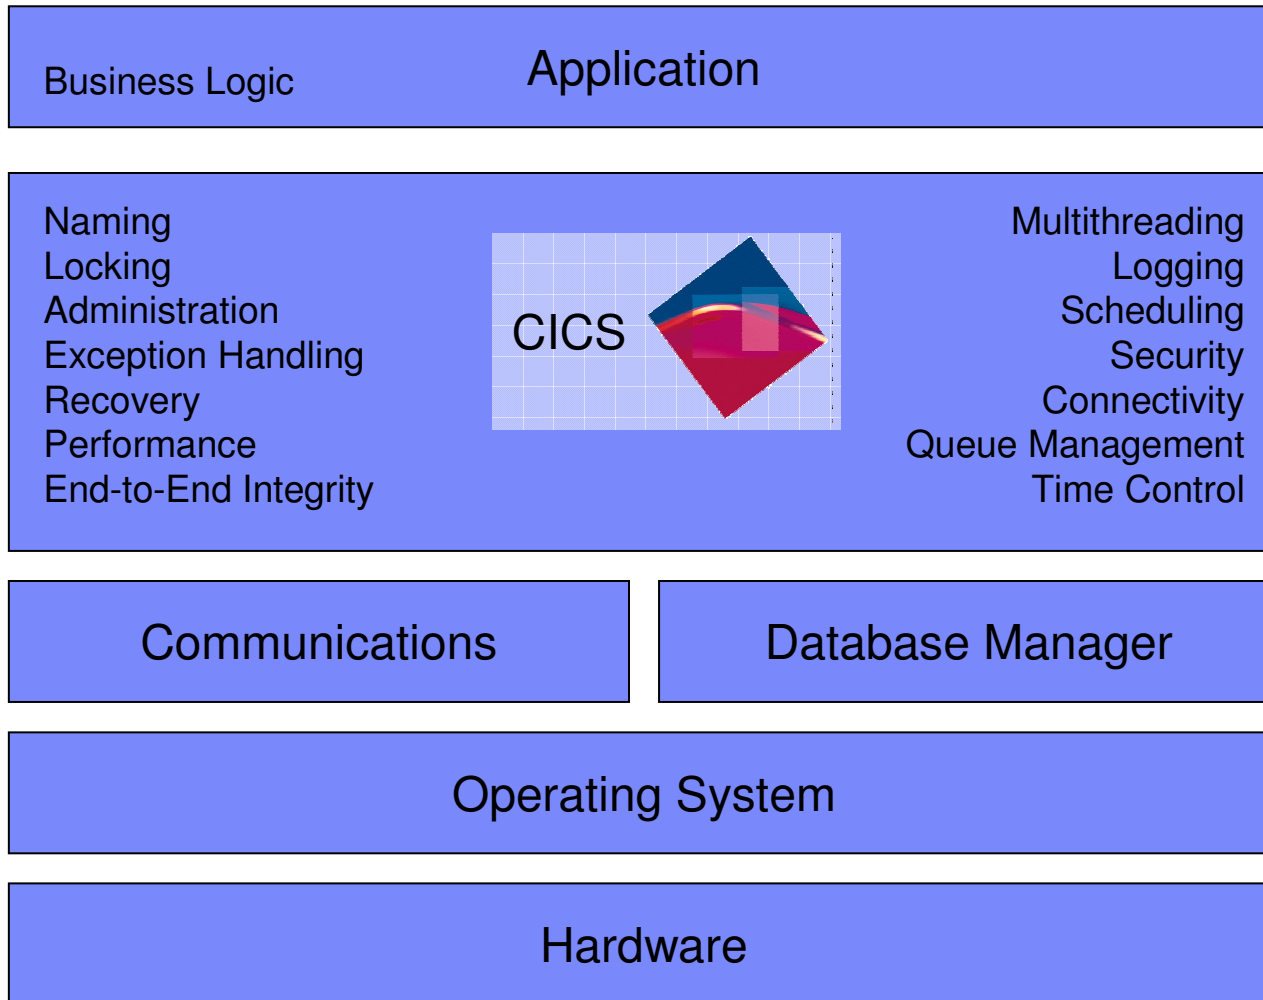 Business Logic
Application
Naming
Locking
Administration
Exception Handling
Recovery
Performance
End-to-End Integrity
CICS
Multithreading
Logging
Scheduling
Security
Connectivity
Queue Management
Time Control
Communications
Database Manager
Operating System
Hardware